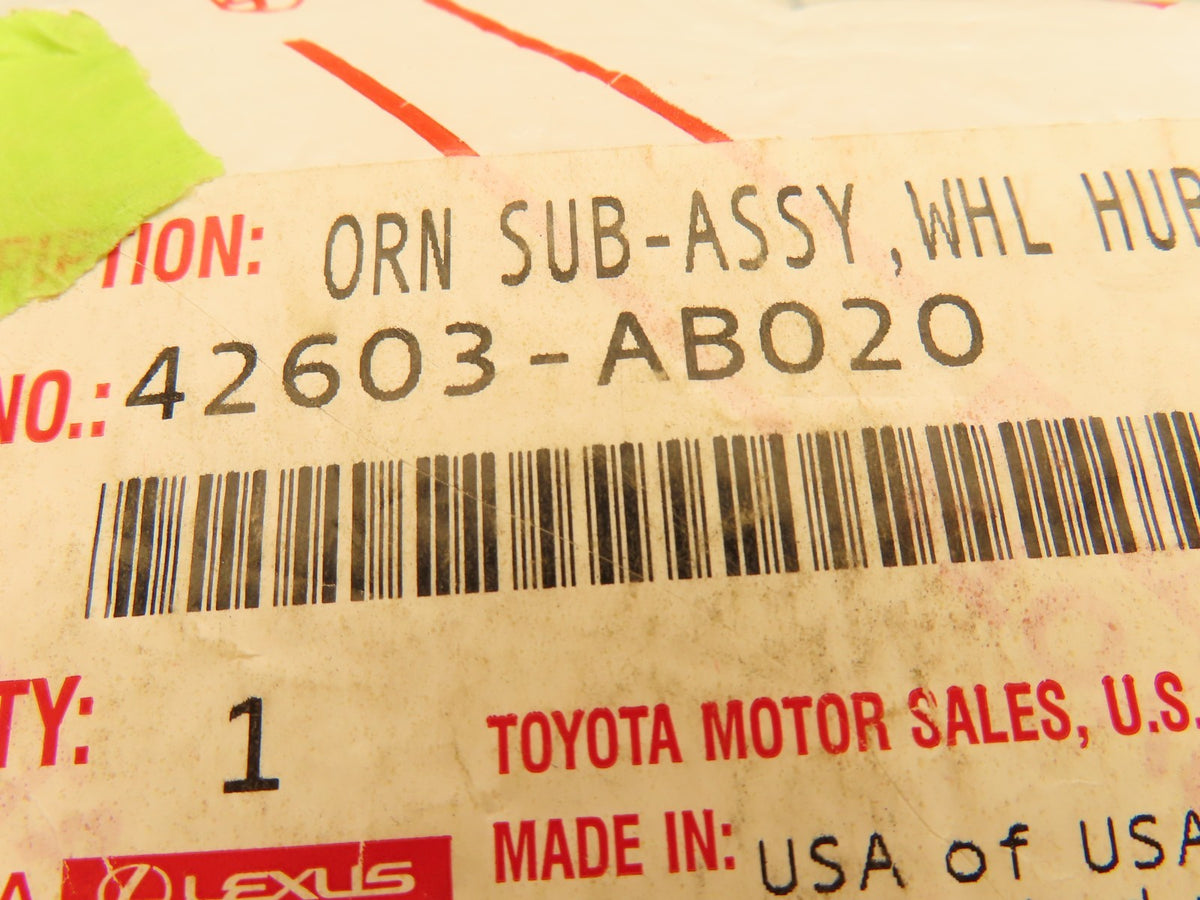 RIPTION: ORN SUB-ASSY,WHL HUB
NO.: 42603-AB020
TY: 1
TOYOTA MOTOR SALES, U.S.
MADE IN: USA of USA
A LEXUS